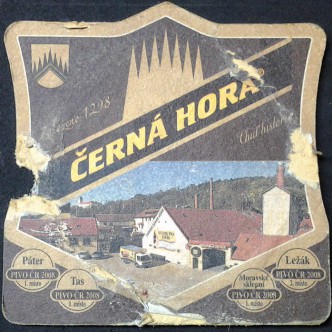 1298
ČERNÁ HORA
Chuť historie
Páter
PIVO ČR 2008
1. místo
Tas
PIVO ČR 2008
1. místo
Moravské
sklepní
PIVO ČR 2008
1. místo
Ležák
PIVO ČR 2008
2. místo